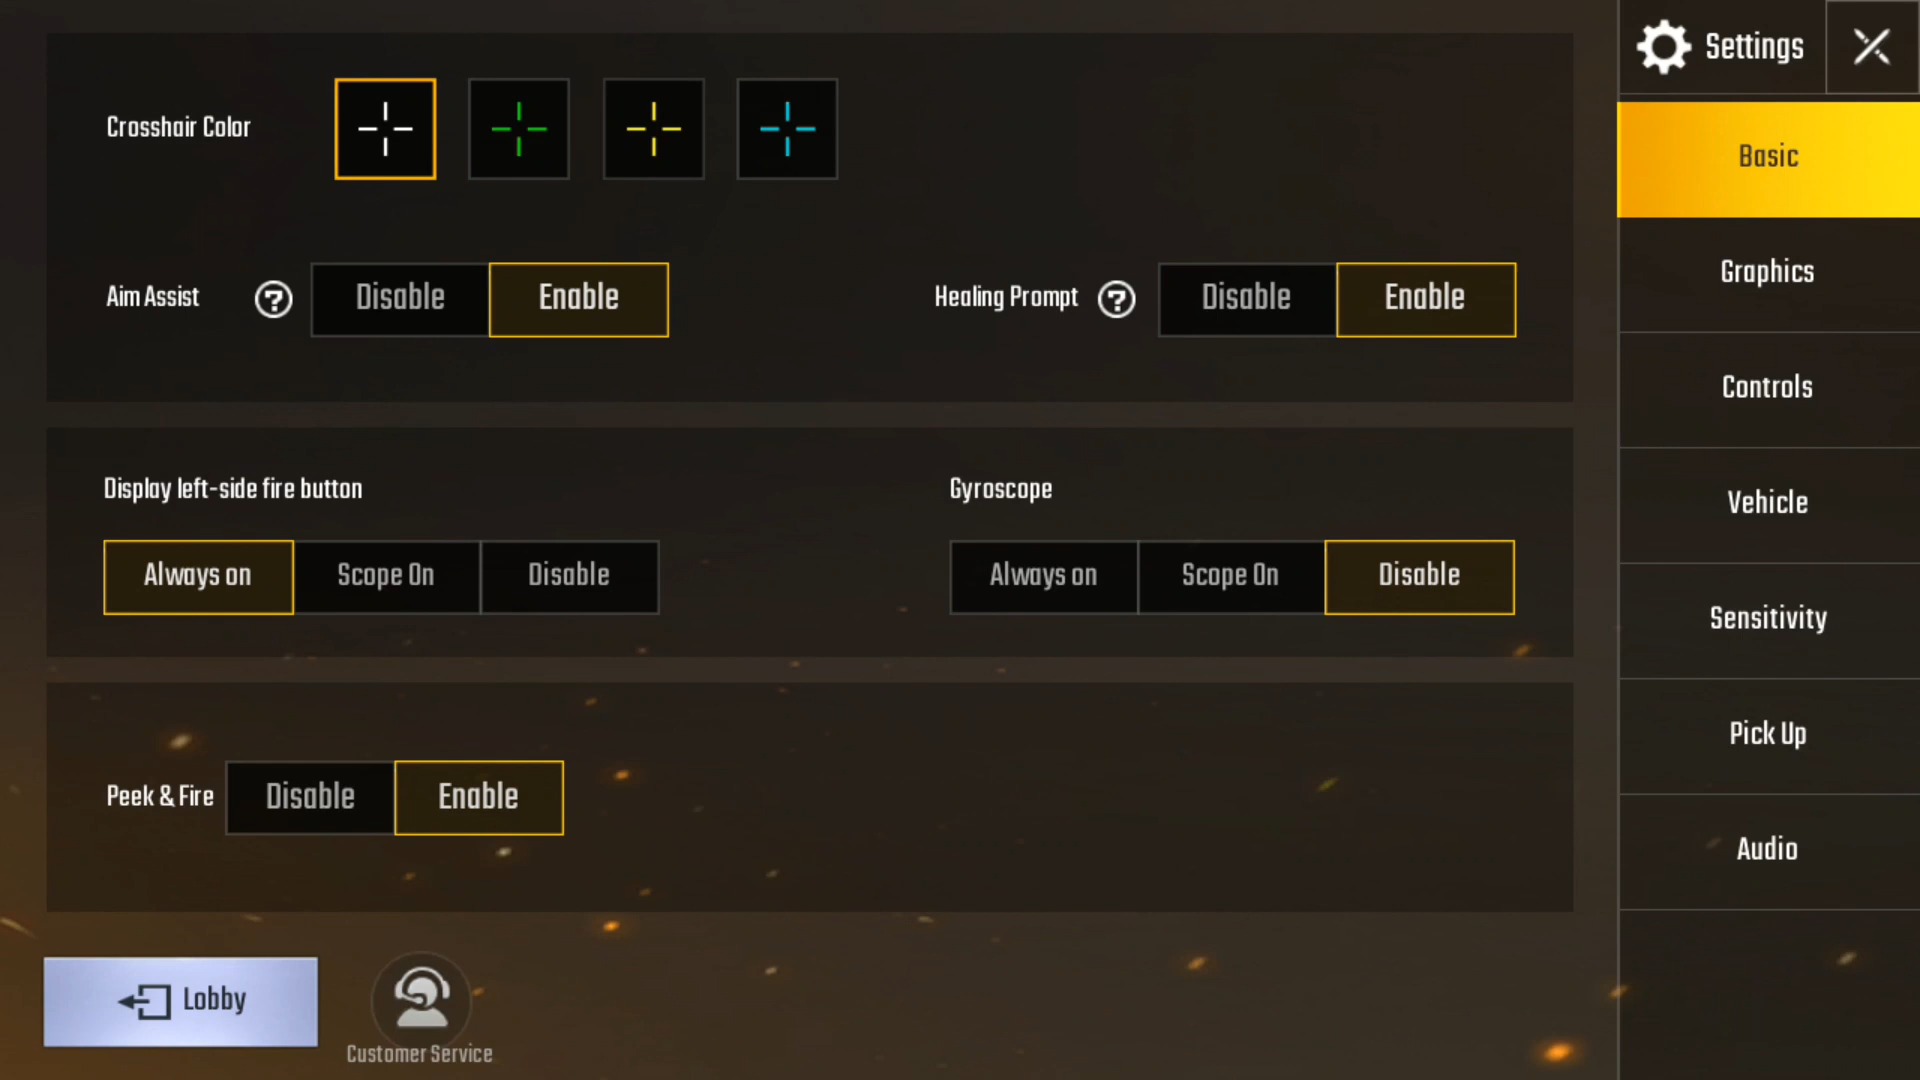 Crosshair Color
Aim Assist ? Disable Enable
Healing Prompt ? Disable Enable
Display left-side fire button
Always on Scope On Disable
Gyroscope
Always on Scope On Disable
Peek & Fire Disable Enable
Lobby
Customer Service
Settings
Basic
Graphics
Controls
Vehicle
Sensitivity
Pick Up
Audio